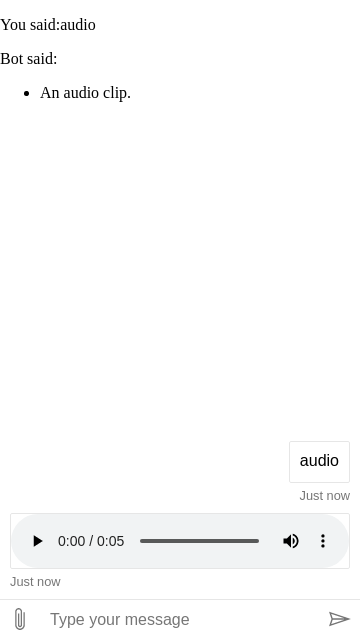 You said:audio
Bot said:
An audio clip.
audio
Just now
0:00 / 0:05
Just now
Type your message